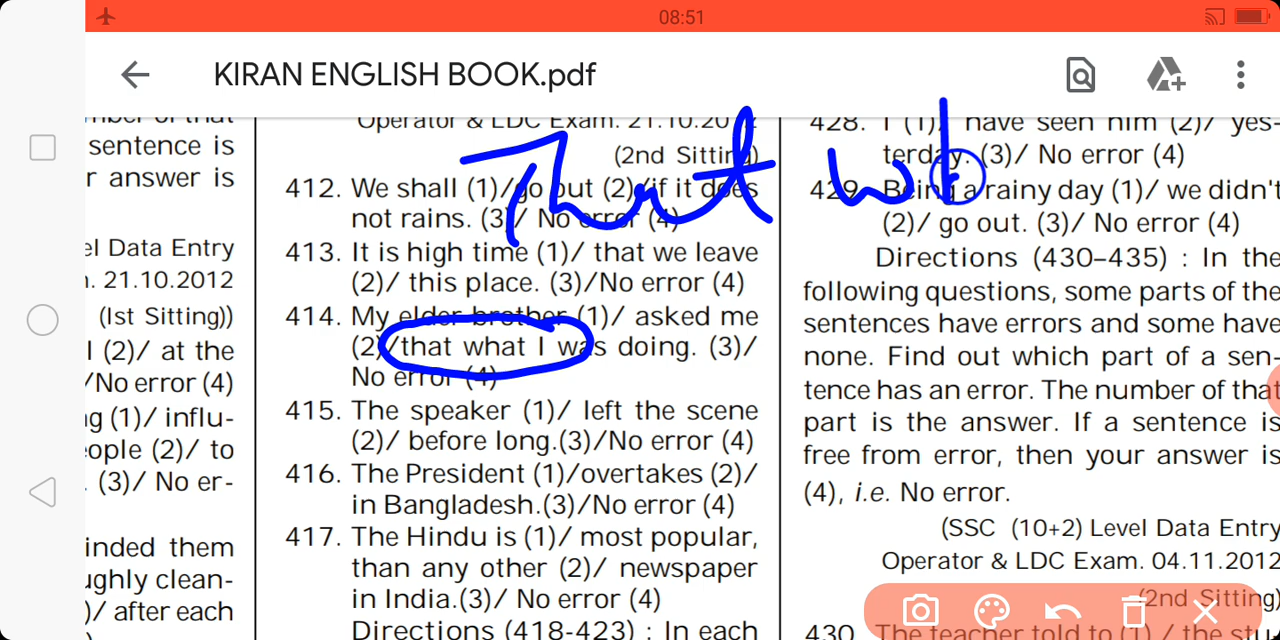 08:51
KIRAN ENGLISH BOOK.pdf
sentence is
r answer is
el Data Entry
. 21.10.2012
(Ist Sitting))
I (2)/ at the
/No error (4)
ng (1)/ influ-
eople (2)/ to
. (3)/ No er-
inded them
ughly clean-
)/ after each
Operator & LDC Exam. 21.10.2012
(2nd Sitting)
412. We shall (1)/go out (2)/if it does
not rains. (3)/ No error (4)
413. It is high time (1)/ that we leave
(2)/ this place. (3)/No error (4)
414. My elder brother (1)/ asked me
(2)/that what I was doing. (3)/
No error (4)
415. The speaker (1)/ left the scene
(2)/ before long.(3)/No error (4)
416. The President (1)/overtakes (2)/
in Bangladesh.(3)/No error (4)
417. The Hindu is (1)/ most popular,
than any other (2)/ newspaper
in India.(3)/ No error (4)
Directions (418-423) : In each
428. I (1)/ have seen him (2)/ yes-
terday. (3)/ No error (4)
429. Being a rainy day (1)/ we didn't
(2)/ go out. (3)/ No error (4)
Directions (430–435) : In the
following questions, some parts of the
sentences have errors and some have
none. Find out which part of a sen-
tence has an error. The number of that
part is the answer. If a sentence is
free from error, then your answer is
(4), i.e. No error.
(SSC (10+2) Level Data Entry
Operator & LDC Exam. 04.11.2012
(2nd Sitting)
430. The teacher told to (1) / the stu